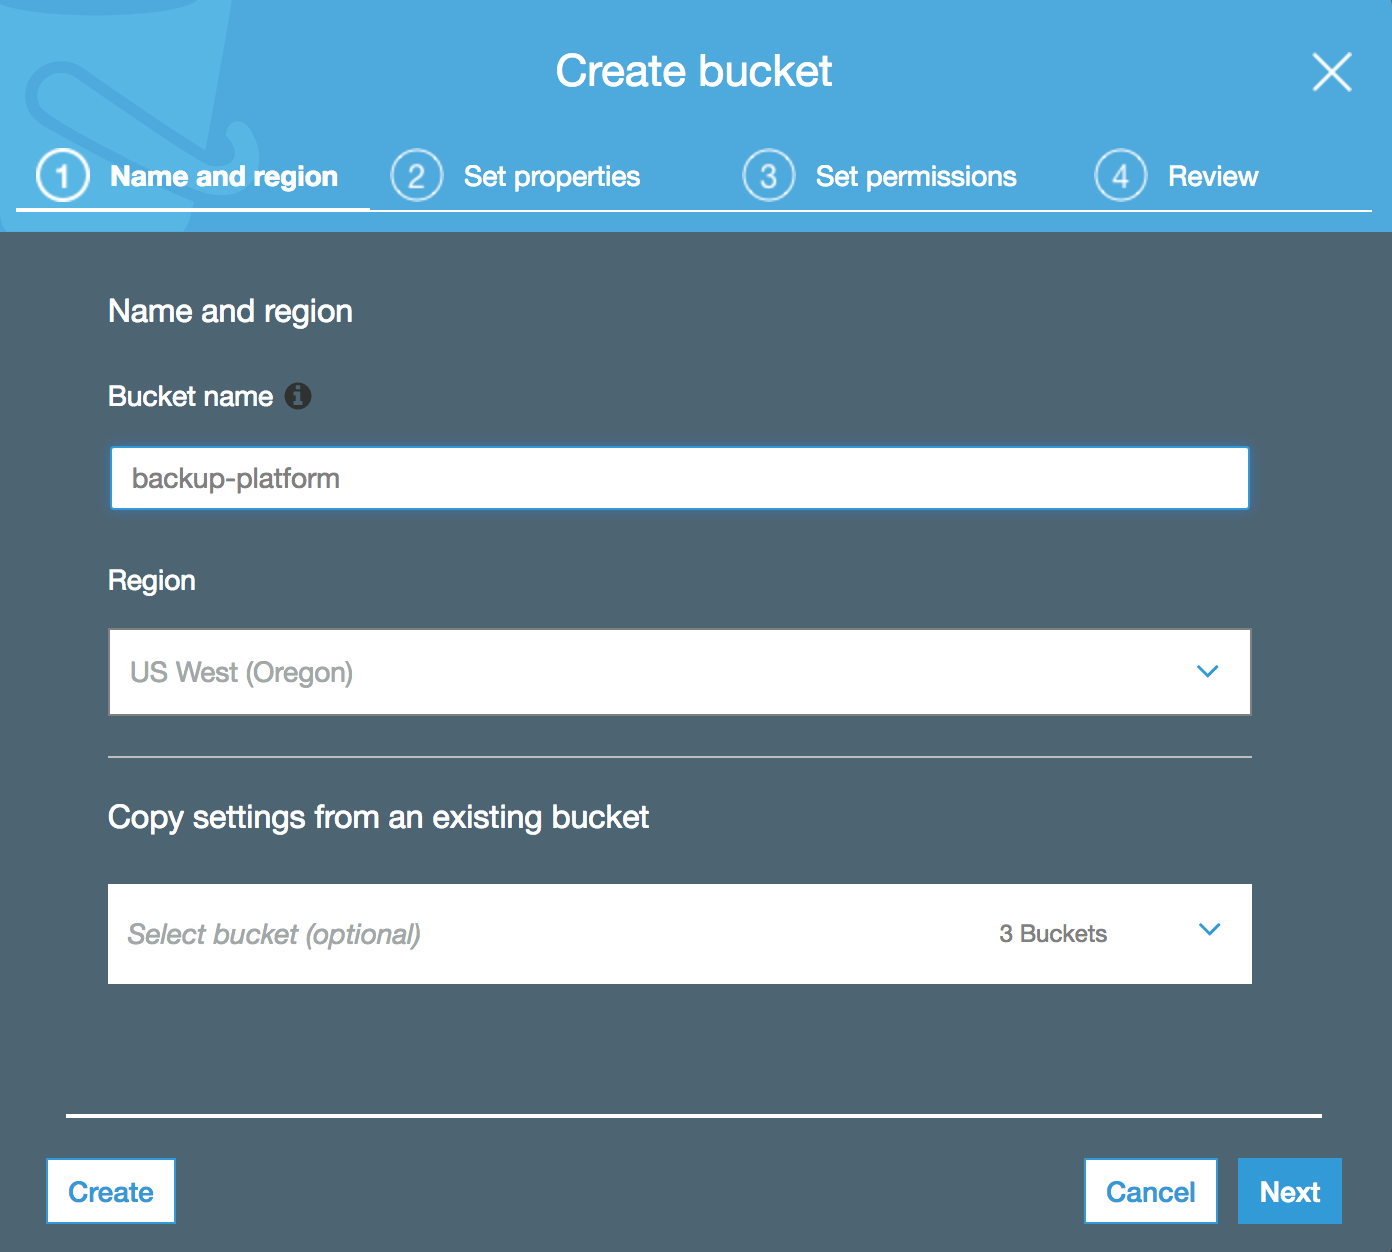 Create bucket
1 Name and region
2 Set properties
3 Set permissions
4 Review
Name and region
Bucket name
backup-platform
Region
US West (Oregon)
Copy settings from an existing bucket
Select bucket (optional) 3 Buckets
Create Cancel Next